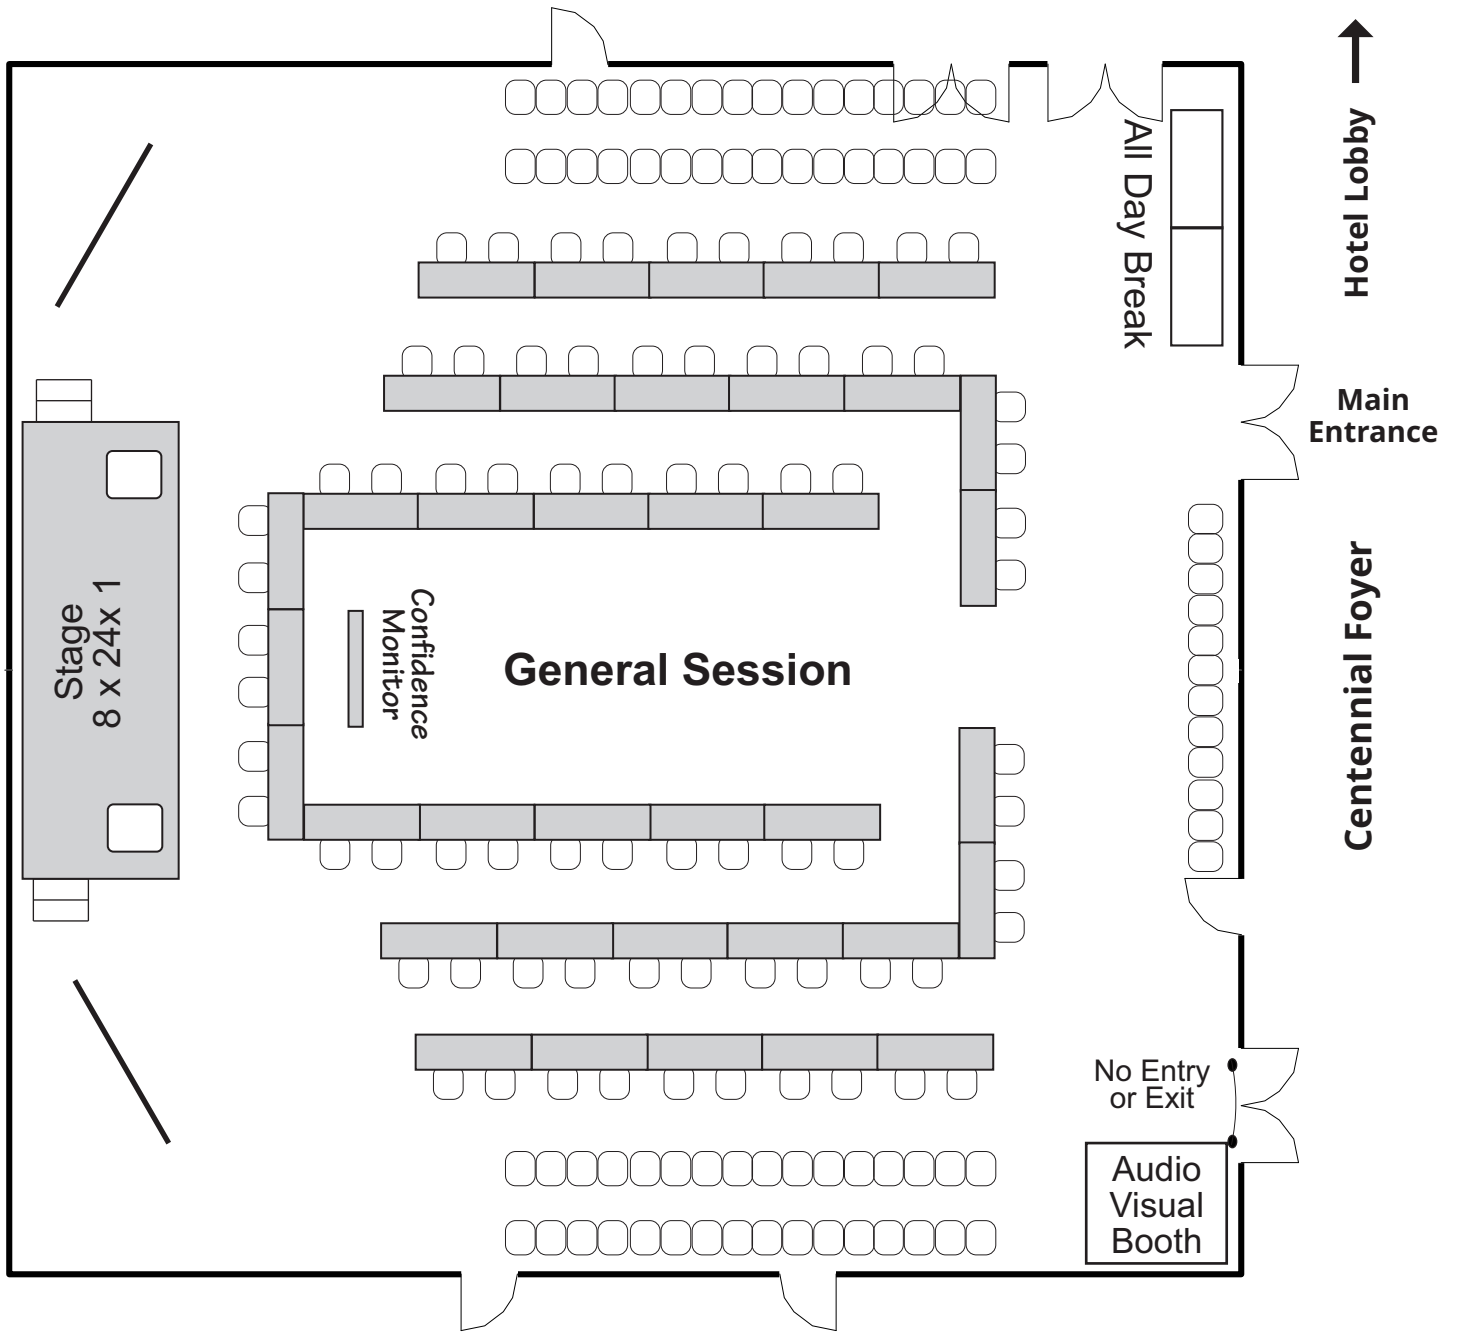 Hotel Lobby
All Day Break
Main
Entrance
Stage
8 x 24x 1
Confidence
Monitor
General Session
Centennial Foyer
No Entry
or Exit
Audio
Visual
Booth